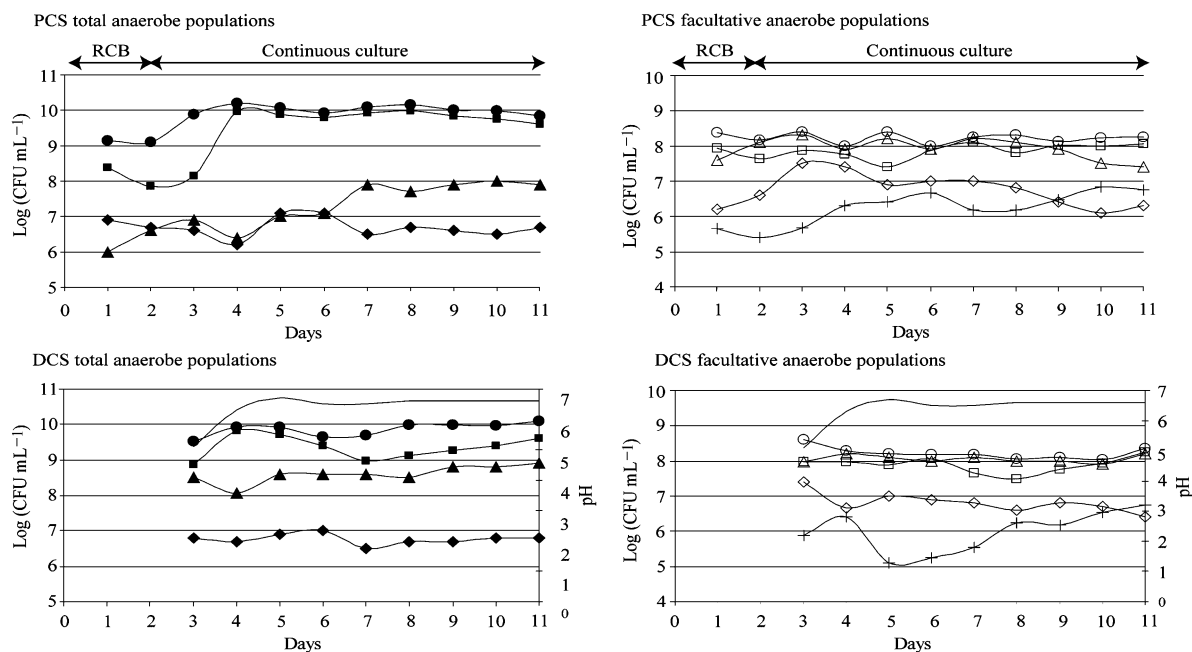 PCS total anaerobe populations
RCB Continuous culture
11
10
9
8
7
6
5
Log (CFU mL⁻¹)
0 1 2 3 4 5 6 7 8 9 10 11
Days
PCS facultative anaerobe populations
RCB Continuous culture
10
9
8
7
6
5
4
Log (CFU mL⁻¹)
0 1 2 3 4 5 6 7 8 9 10 11
Days
DCS total anaerobe populations
11
10
9
8
7
6
5
Log (CFU mL⁻¹)
7
6
5
4
3
2
1
0
pH
0 1 2 3 4 5 6 7 8 9 10 11
Days
DCS facultative anaerobe populations
10
9
8
7
6
5
4
Log (CFU mL⁻¹)
7
6
5
4
3
2
1
0
pH
0 1 2 3 4 5 6 7 8 9 10 11
Days